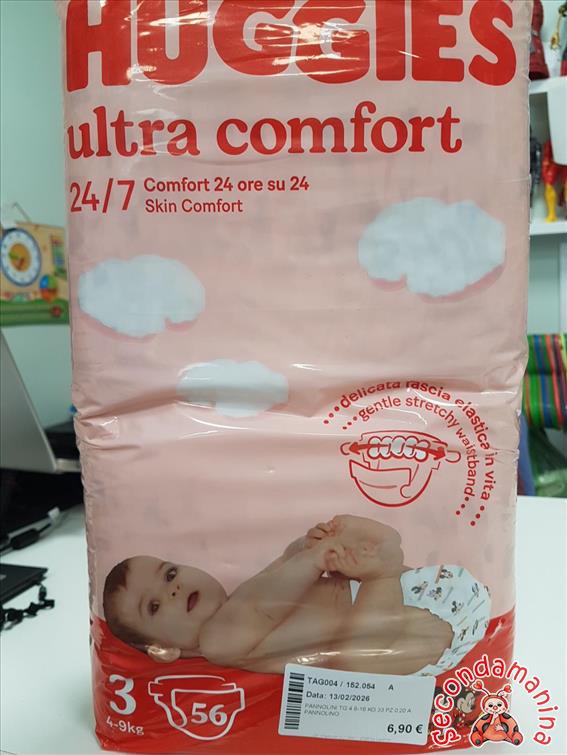 HUGGIES
ultra comfort
24/7 Comfort 24 ore su 24
Skin Comfort
...delicata fascia elastica in vita...
...gentle stretchy waistband...
3
4-9kg
56
TAG004 / 152.054 A
Data: 13/02/2026
PANNOLINI TG 4 8-16 KG 33 PZ 0.20 A
PANNOLINO
6,90 €
secondamanina